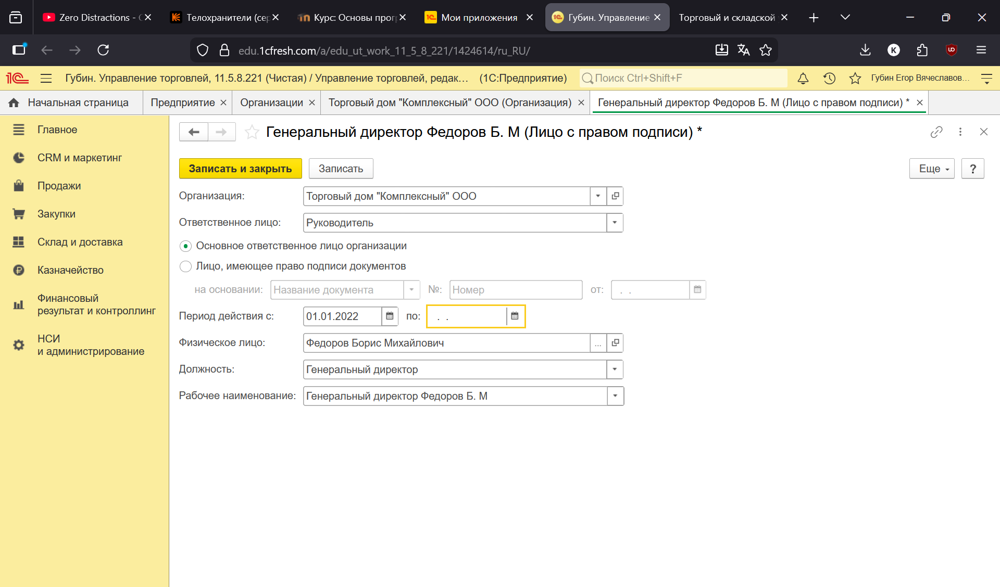 Zero Distractions -
Телохранители (сер
Курс: Основы прог
Мои приложения
Губин. Управление
Торговый и складской
edu.1cfresh.com/a/edu_ut_work_11_5_8_221/1424614/ru_RU/
K
Губин. Управление торговлей, 11.5.8.221 (Чистая) / Управление торговлей, редак... (1С:Предприятие)
Поиск Ctrl+Shift+F
Губин Егор Вячеславов...
Начальная страница
Предприятие
Организации
Торговый дом "Комплексный" ООО (Организация)
Генеральный директор Федоров Б. М (Лицо с правом подписи) *
Главное
CRM и маркетинг
Продажи
Закупки
Склад и доставка
Казначейство
Финансовый
результат и контроллинг
НСИ
и администрирование
Генеральный директор Федоров Б. М (Лицо с правом подписи) *
Записать и закрыть
Записать
Еще
?
Организация: Торговый дом "Комплексный" ООО
Ответственное лицо: Руководитель
Основное ответственное лицо организации
Лицо, имеющее право подписи документов
на основании: Название документа №: Номер от: . .
Период действия с: 01.01.2022 по: . .
Физическое лицо: Федоров Борис Михайлович ...
Должность: Генеральный директор
Рабочее наименование: Генеральный директор Федоров Б. М